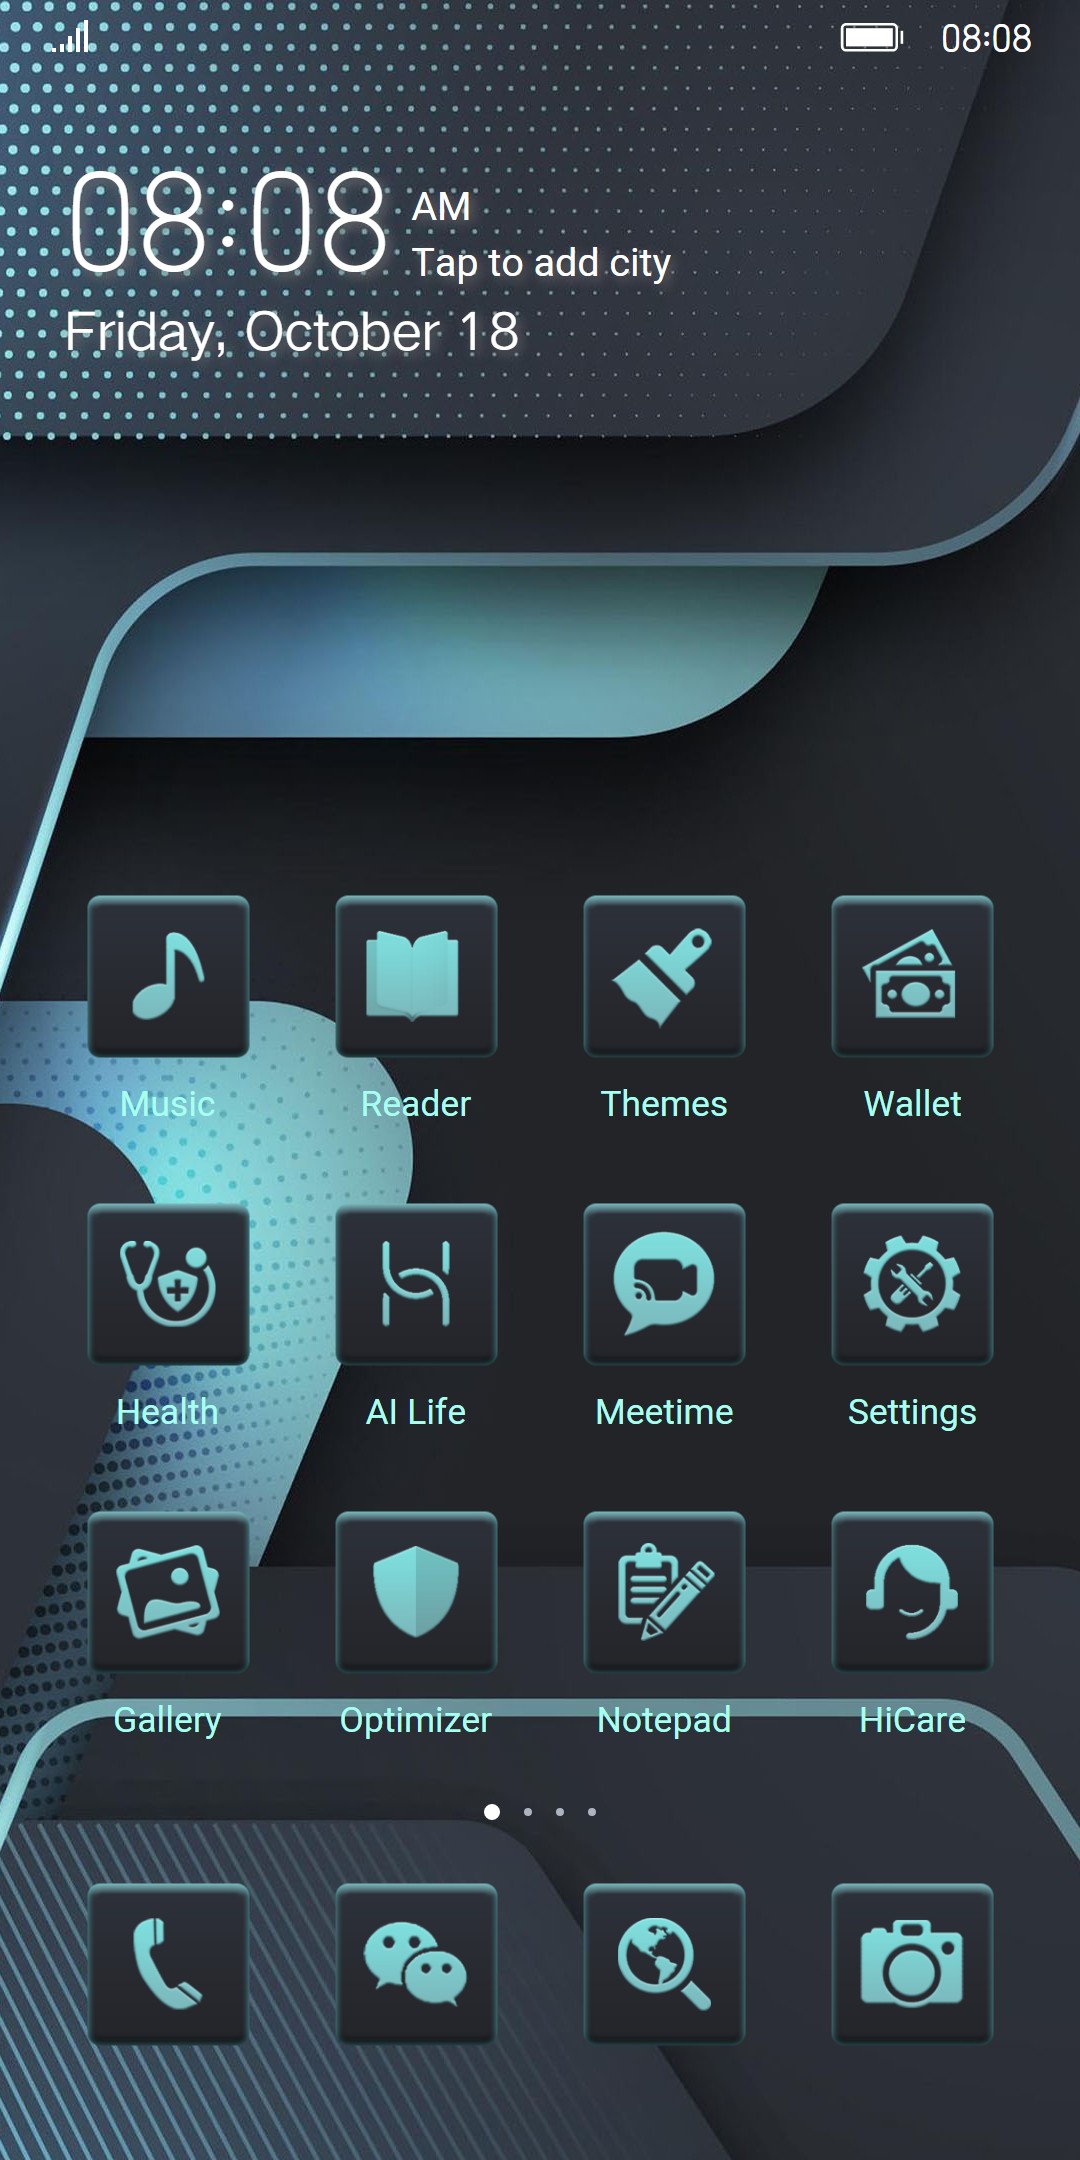 08:08
08:08 AM
Tap to add city
Friday, October 18
Music Reader Themes Wallet
Health AI Life Meetime Settings
Gallery Optimizer Notepad HiCare